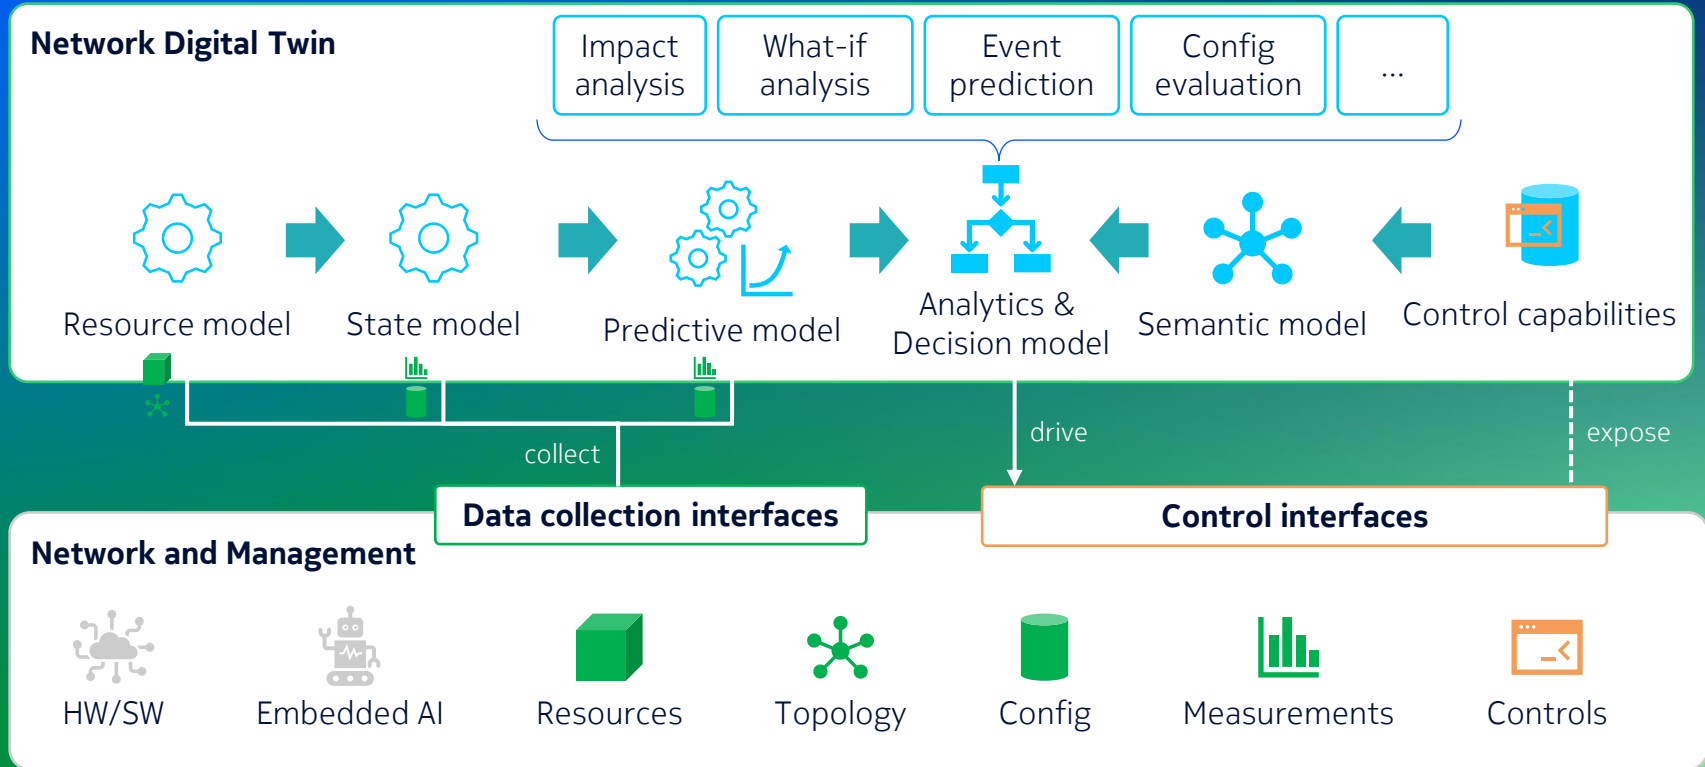 Network Digital Twin
Impact
analysis
What-if
analysis
Event
prediction
Config
evaluation
...
Resource model
State model
Predictive model
Analytics &
Decision model
Semantic model
Control capabilities
collect
drive
expose
Data collection interfaces
Control interfaces
Network and Management
HW/SW
Embedded AI
Resources
Topology
Config
Measurements
Controls